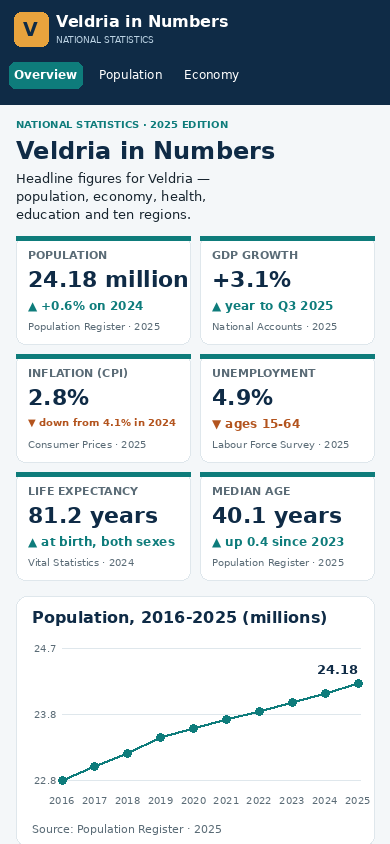 V
Veldria in Numbers
NATIONAL STATISTICS
Overview Population Economy
NATIONAL STATISTICS · 2025 EDITION
Veldria in Numbers
Headline figures for Veldria —
population, economy, health,
education and ten regions.
POPULATION
24.18 million
▲ +0.6% on 2024
Population Register · 2025
GDP GROWTH
+3.1%
▲ year to Q3 2025
National Accounts · 2025
INFLATION (CPI)
2.8%
▼ down from 4.1% in 2024
Consumer Prices · 2025
UNEMPLOYMENT
4.9%
▼ ages 15-64
Labour Force Survey · 2025
LIFE EXPECTANCY
81.2 years
▲ at birth, both sexes
Vital Statistics · 2024
MEDIAN AGE
40.1 years
▲ up 0.4 since 2023
Population Register · 2025
Population, 2016-2025 (millions)
24.7
24.18
23.8
22.8
2016 2017 2018 2019 2020 2021 2022 2023 2024 2025
Source: Population Register · 2025